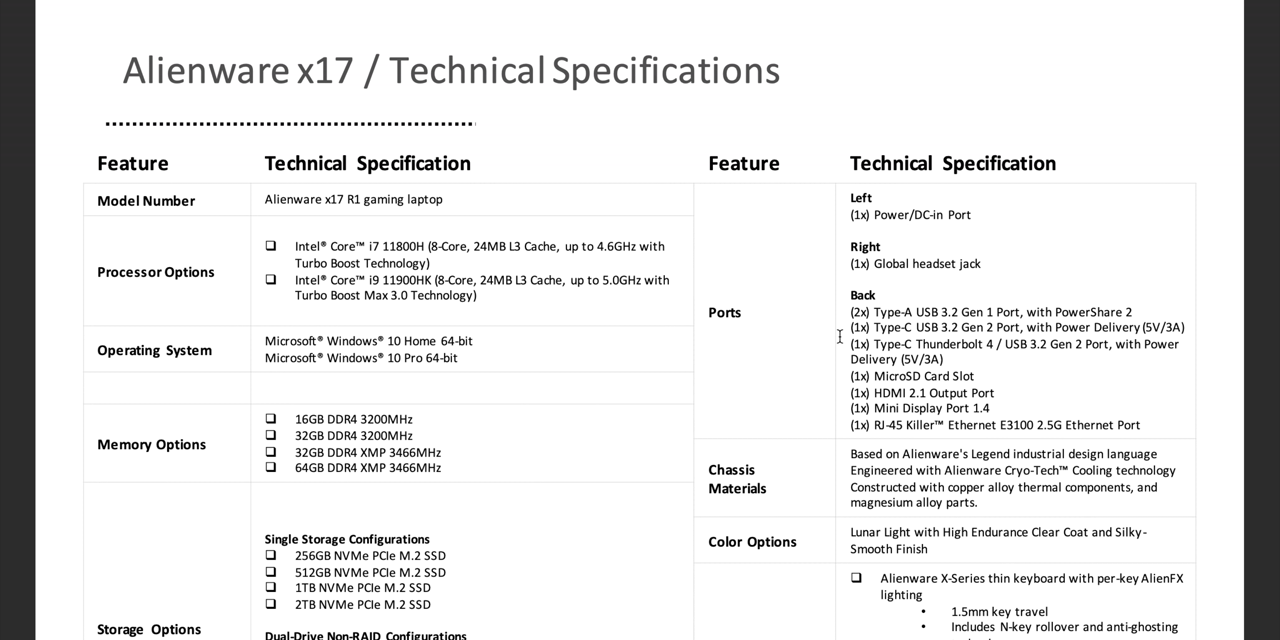 Alienware x17 / Technical Specifications
Feature
Technical Specification
Model Number
Alienware x17 R1 gaming laptop
Processor Options
❑ Intel® Core™ i7 11800H (8-Core, 24MB L3 Cache, up to 4.6GHz with
Turbo Boost Technology)
❑ Intel® Core™ i9 11900HK (8-Core, 24MB L3 Cache, up to 5.0GHz with
Turbo Boost Max 3.0 Technology)
Operating System
Microsoft® Windows® 10 Home 64-bit
Microsoft® Windows® 10 Pro 64-bit
Memory Options
❑ 16GB DDR4 3200MHz
❑ 32GB DDR4 3200MHz
❑ 32GB DDR4 XMP 3466MHz
❑ 64GB DDR4 XMP 3466MHz
Storage Options
Single Storage Configurations
❑ 256GB NVMe PCIe M.2 SSD
❑ 512GB NVMe PCIe M.2 SSD
❑ 1TB NVMe PCIe M.2 SSD
❑ 2TB NVMe PCIe M.2 SSD
Dual-Drive Non-RAID Configurations
Feature
Technical Specification
Ports
Left
(1x) Power/DC-in Port
Right
(1x) Global headset jack
Back
(2x) Type-A USB 3.2 Gen 1 Port, with PowerShare 2
(1x) Type-C USB 3.2 Gen 2 Port, with Power Delivery (5V/3A)
(1x) Type-C Thunderbolt 4 / USB 3.2 Gen 2 Port, with Power
Delivery (5V/3A)
(1x) MicroSD Card Slot
(1x) HDMI 2.1 Output Port
(1x) Mini Display Port 1.4
(1x) RJ-45 Killer™ Ethernet E3100 2.5G Ethernet Port
Chassis
Materials
Based on Alienware's Legend industrial design language
Engineered with Alienware Cryo-Tech™ Cooling technology
Constructed with copper alloy thermal components, and
magnesium alloy parts.
Color Options
Lunar Light with High Endurance Clear Coat and Silky-
Smooth Finish
❑ Alienware X-Series thin keyboard with per-key AlienFX
lighting
• 1.5mm key travel
• Includes N-key rollover and anti-ghosting